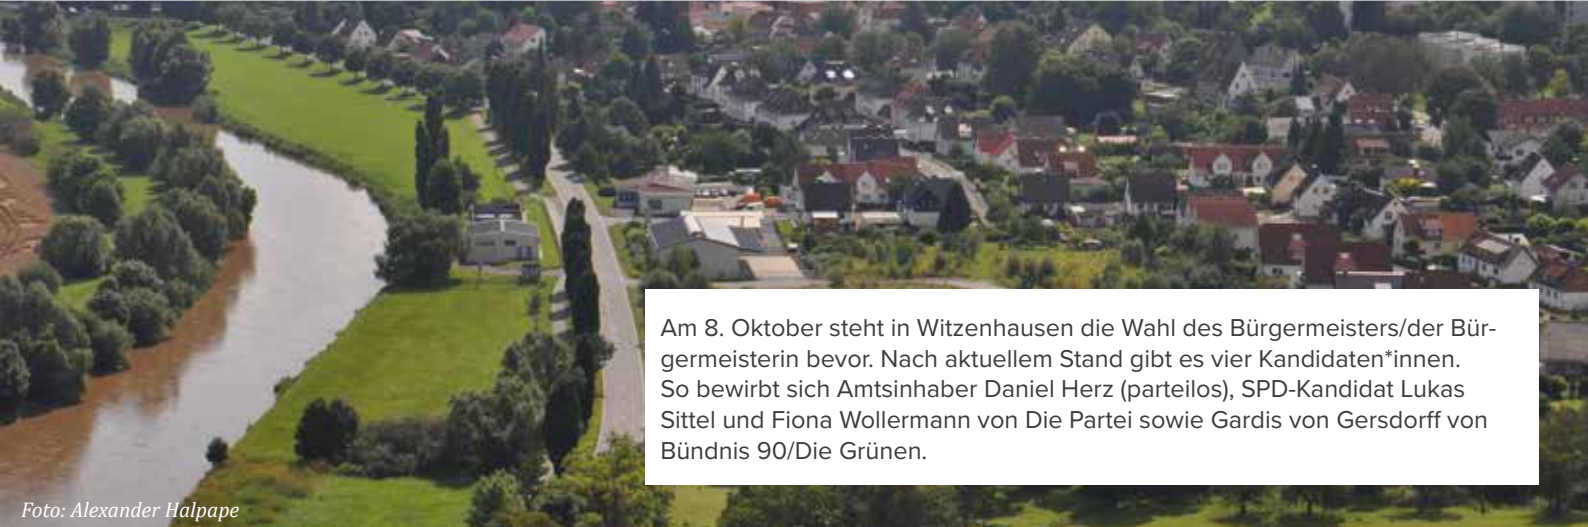 Am 8. Oktober steht in Witzenhausen die Wahl des Bürgermeisters/der Bür-
germeisterin bevor. Nach aktuellem Stand gibt es vier Kandidaten*innen.
So bewirbt sich Amtsinhaber Daniel Herz (parteilos), SPD-Kandidat Lukas
Sittel und Fiona Wollermann von Die Partei sowie Gardis von Gersdorff von
Bündnis 90/Die Grünen.
Foto: Alexander Halpape